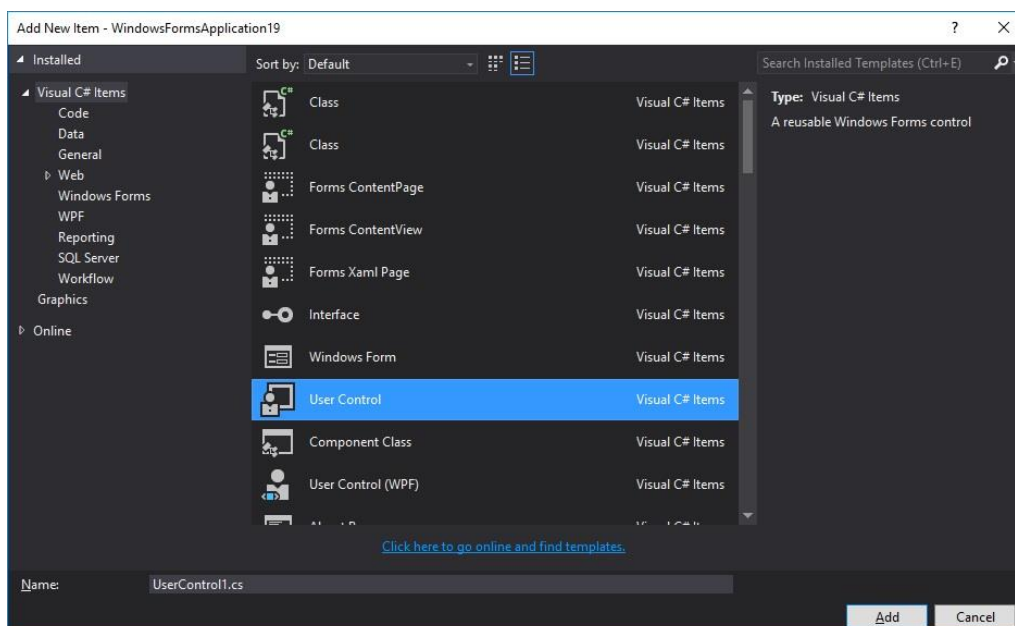 Add New Item - WindowsFormsApplication19
? ×
Installed
Sort by: Default
Search Installed Templates (Ctrl+E)
Visual C# Items
Code
Data
General
Web
Windows Forms
WPF
Reporting
SQL Server
Workflow
Graphics
Online
C# Class Visual C# Items
C# Class Visual C# Items
Forms ContentPage Visual C# Items
Forms ContentView Visual C# Items
Forms Xaml Page Visual C# Items
Interface Visual C# Items
Windows Form Visual C# Items
User Control Visual C# Items
Component Class Visual C# Items
User Control (WPF) Visual C# Items
Type: Visual C# Items
A reusable Windows Forms control
Click here to go online and find templates.
Name: UserControl1.cs
Add Cancel